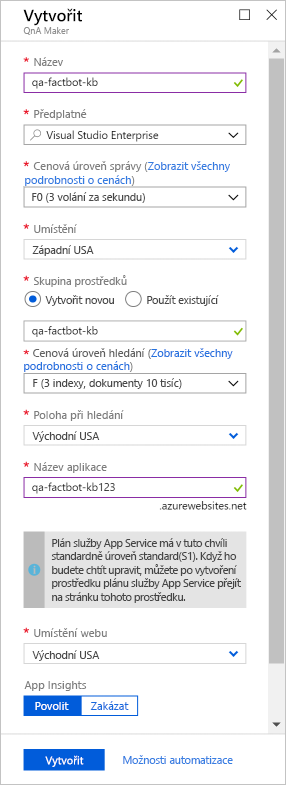 Vytvořit
QnA Maker
* Název
qa-factbot-kb
* Předplatné
Visual Studio Enterprise
* Cenová úroveň správy (Zobrazit všechny
podrobnosti o cenách)
F0 (3 volání za sekundu)
* Umístění
Západní USA
* Skupina prostředků
Vytvořit novou Použít existující
qa-factbot-kb
* Cenová úroveň hledání (Zobrazit všechny
podrobnosti o cenách)
F (3 indexy, dokumenty 10 tisíc)
* Poloha při hledání
Východní USA
* Název aplikace
qa-factbot-kb123
.azurewebsites.net
Plán služby App Service má v tuto chvíli
standardně úroveň standard(S1). Když ho
budete chtít upravit, můžete po vytvoření
prostředku plánu služby App Service přejít
na stránku tohoto prostředku.
* Umístění webu
Východní USA
App Insights
Povolit Zakázat
Vytvořit Možnosti automatizace